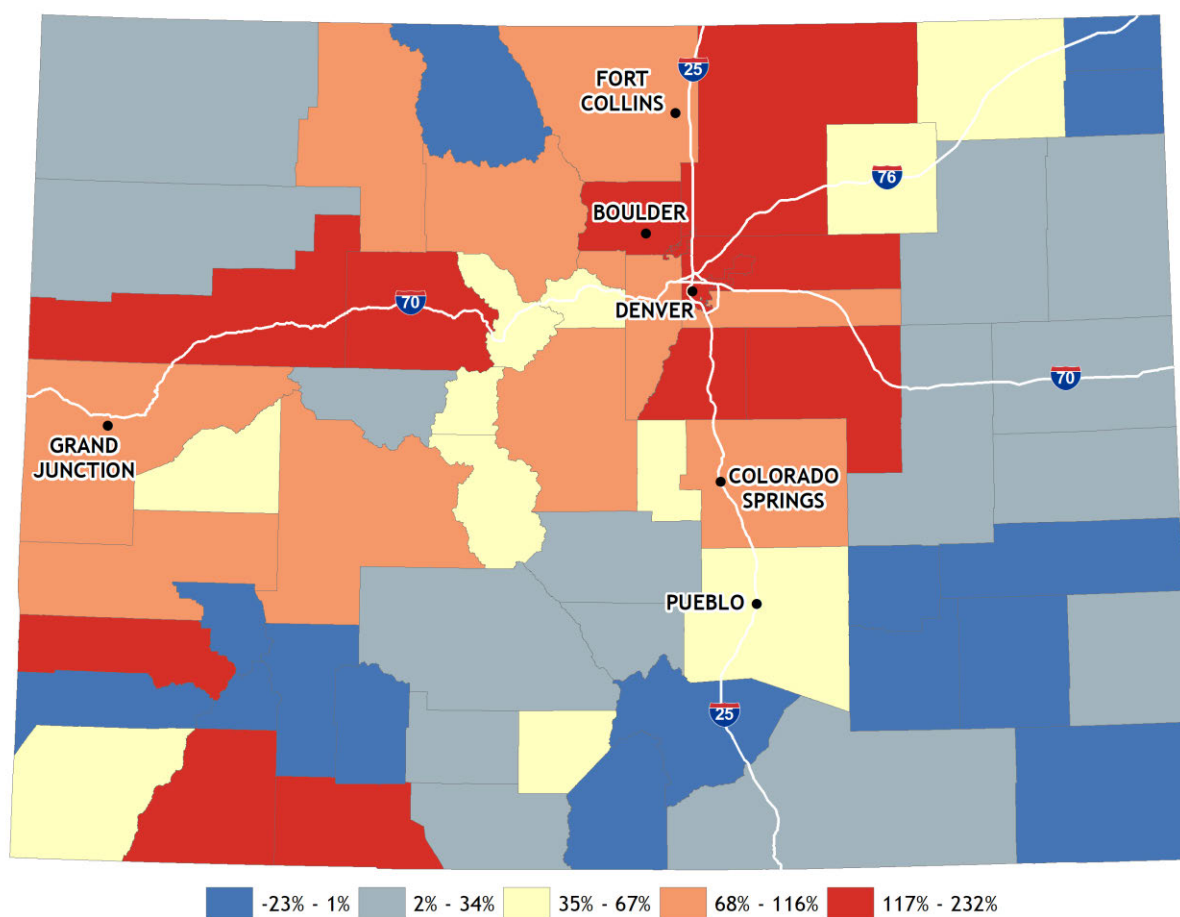 25
FORT
COLLINS
76
BOULDER
70
DENVER
70
GRAND
JUNCTION
COLORADO
SPRINGS
PUEBLO
25
-23% - 1%
2% - 34%
35% - 67%
68% - 116%
117% - 232%